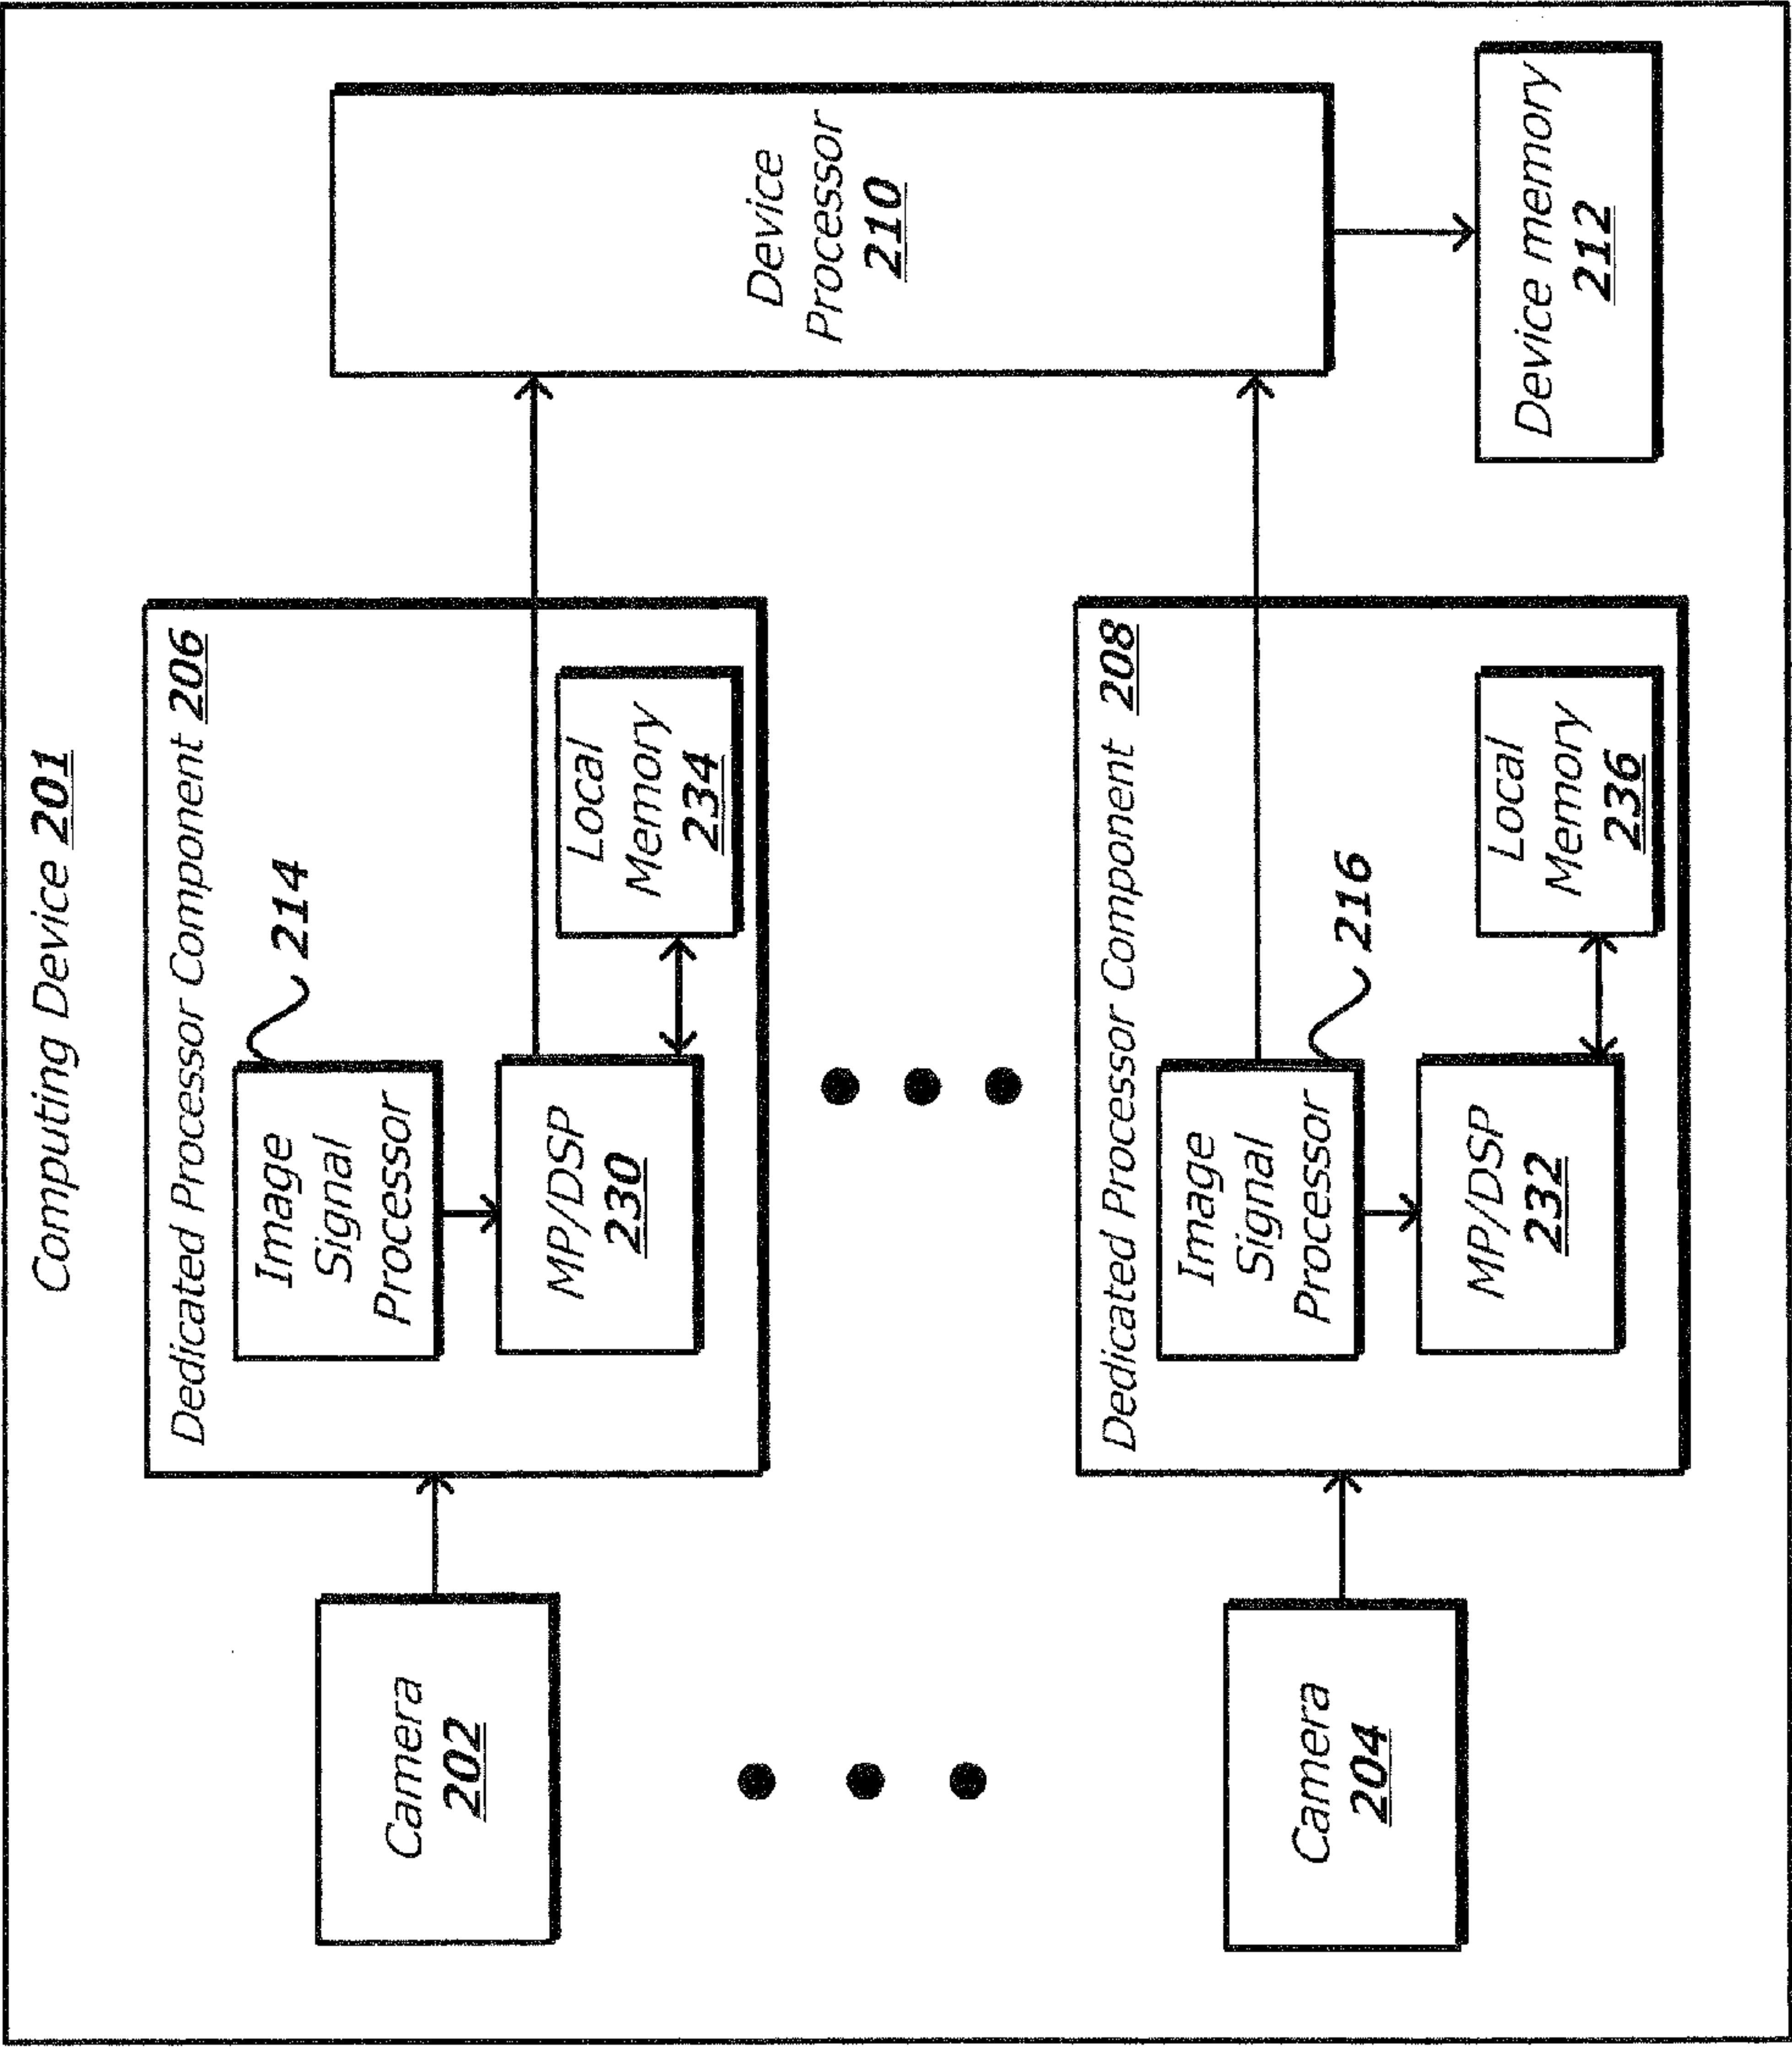 Computing Device 201
Dedicated Processor Component 206
214
Image
Signal
Processor
MP/DSP
230
Local
Memory
234
Camera
202
Device
Processor
210
Dedicated Processor Component 208
216
Image
Signal
Processor
MP/DSP
232
Local
Memory
236
Camera
204
Device memory
212